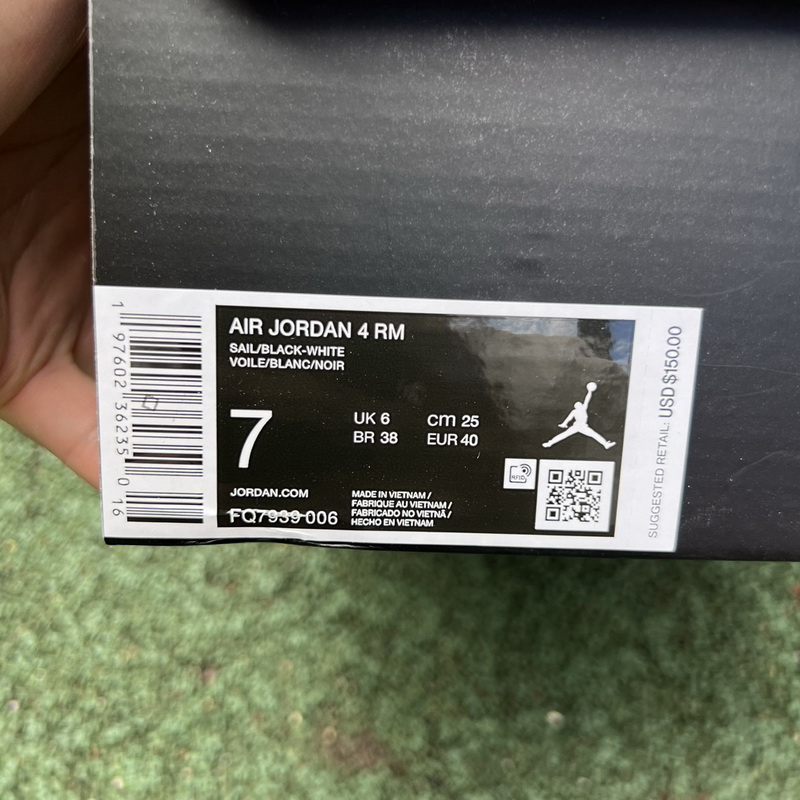 1 97602 36235 0 16
AIR JORDAN 4 RM
SAIL/BLACK-WHITE
VOILE/BLANC/NOIR
7
UK 6
cm 25
BR 38
EUR 40
RFID
JORDAN.COM
FQ7939 006
MADE IN VIETNAM /
FABRIQUE AU VIETNAM /
FABRICADO NO VIETNÃ /
HECHO EN VIETNAM
SUGGESTED RETAIL: USD $150.00